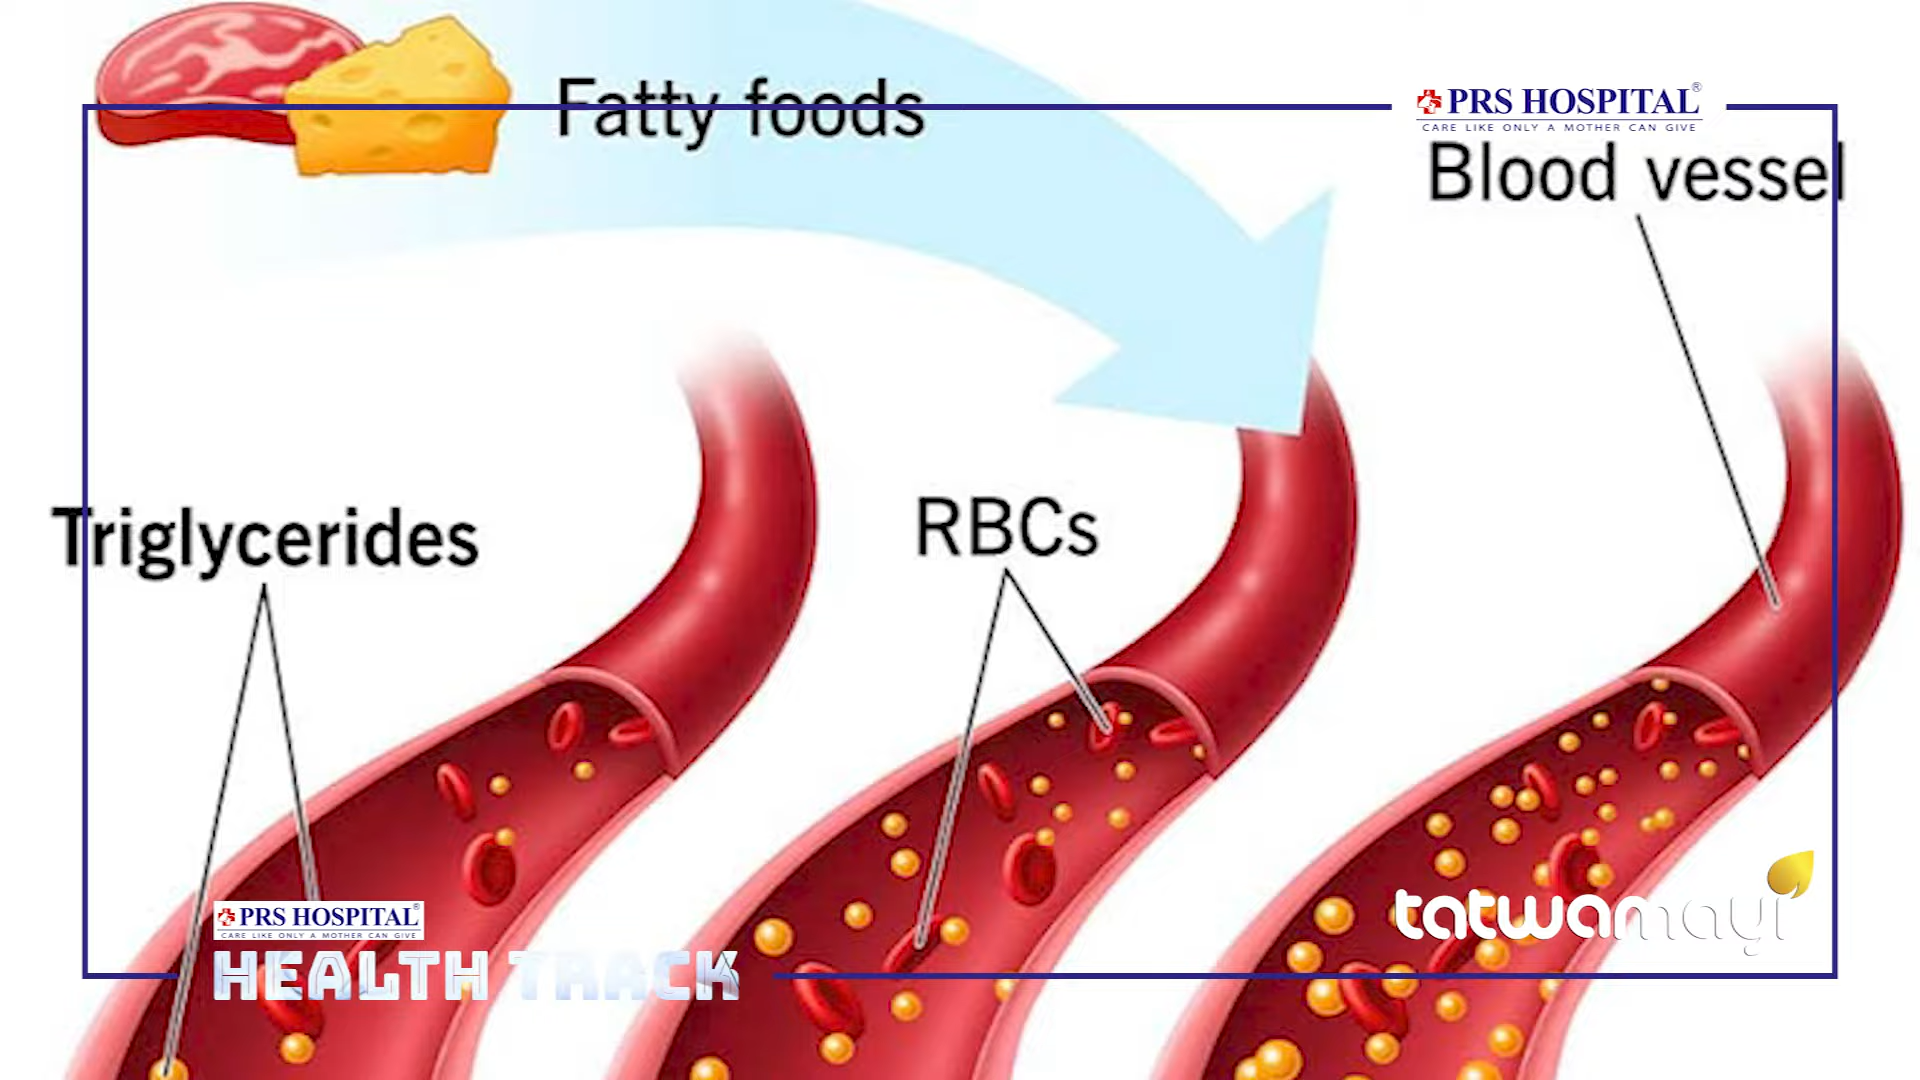 Fatty foods
PRS HOSPITAL®
CARE LIKE ONLY A MOTHER CAN GIVE
Blood vessel
Triglycerides
RBCs
tatwamayi
PRS HOSPITAL®
CARE LIKE ONLY A MOTHER CAN GIVE
HEALTH TRACK